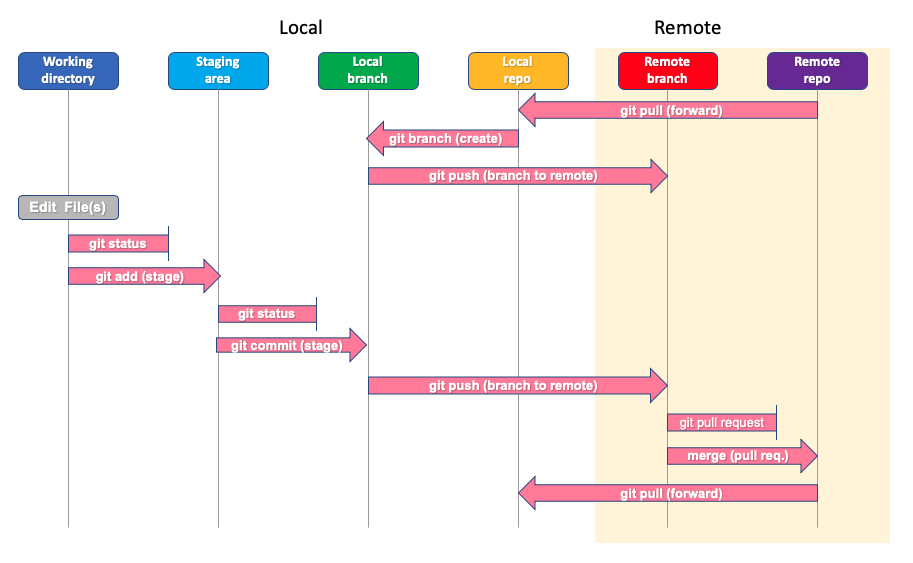 Local
Remote
Working
directory
Staging
area
Local
branch
Local
repo
Remote
branch
Remote
repo
git pull (forward)
git branch (create)
git push (branch to remote)
Edit File(s)
git status
git add (stage)
git status
git commit (stage)
git push (branch to remote)
git pull request
merge (pull req.)
git pull (forward)